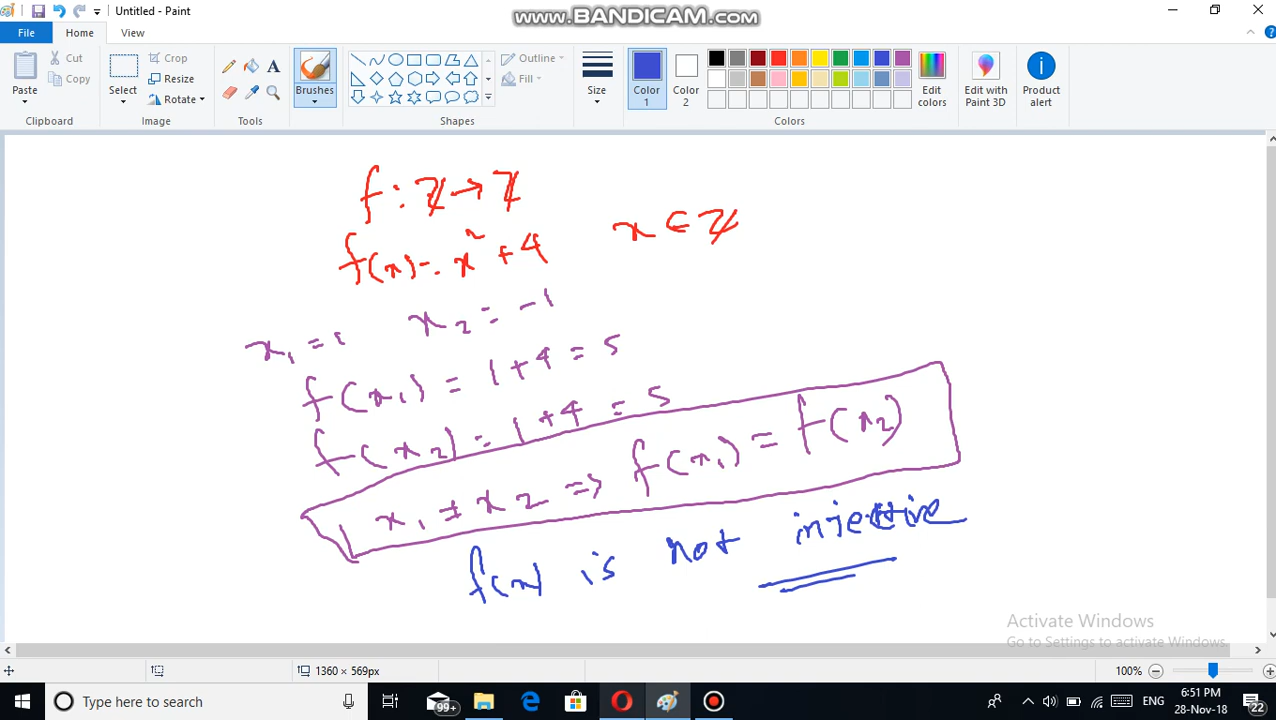 Untitled - Paint
www.BANDICAM.com
File Home View
Paste Cut Copy
Select Crop Resize Rotate
Brushes
Outline Fill
Size
Color 1
Color 2
Edit colors
Edit with Paint 3D
Product alert
Clipboard Image Tools Shapes Colors
f : ℤ → ℤ
f(x) = x² + 4 x ∈ ℤ
x₁ = 1 x₂ = -1
f(x₁) = 1+4 = 5
f(x₂) = 1+4 = 5
x₁ ≠ x₂ ⇒ f(x₁) = f(x₂)
f(x) is not injective
Activate Windows
Go to Settings to activate Windows.
1360 × 569px 100%
Type here to search 99+ ENG 6:51 PM
28-Nov-18 22